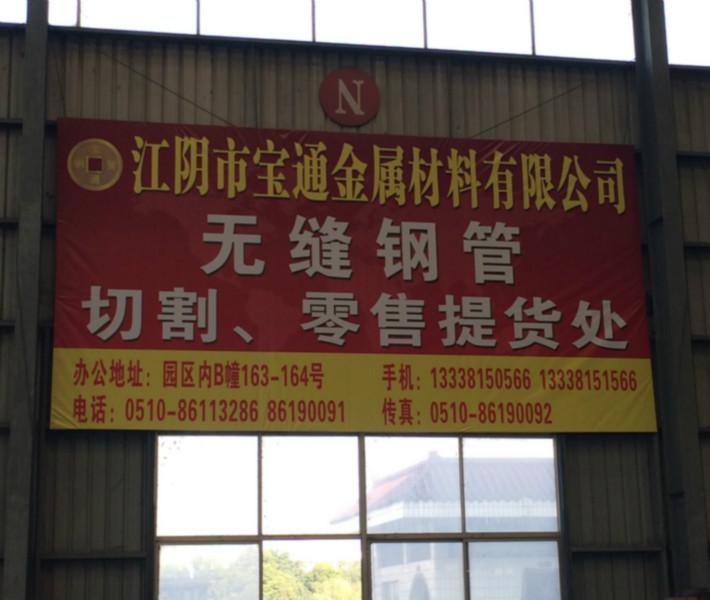 N
江阴市宝通金属材料有限公司
无缝钢管
切割、零售提货处
办公地址：园区内B幢163-164号 手机：13338150566 13338151566
电话：0510-86113286 86190091 传真：0510-86190092